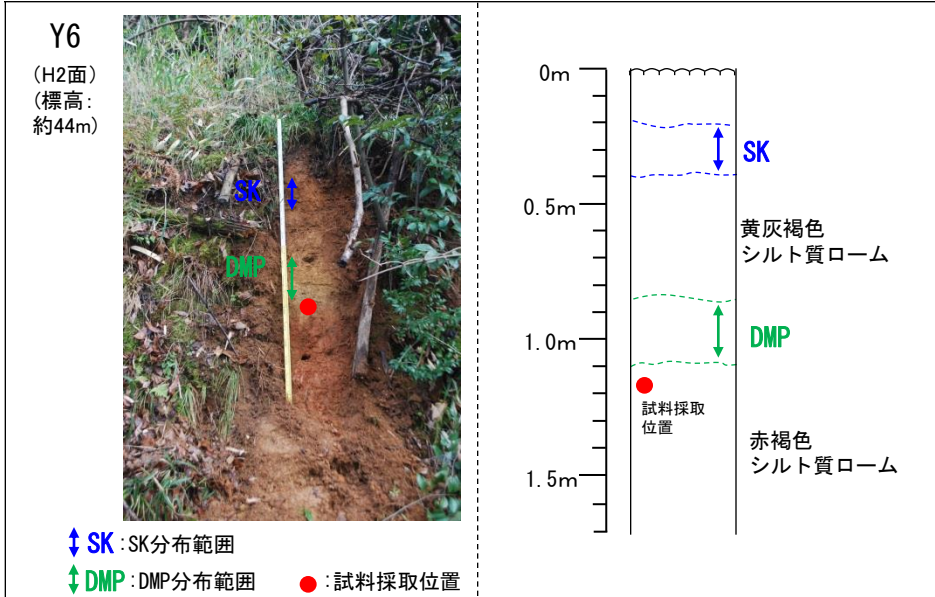 Y6
(H2面)
(標高:
約44m)
SK
DMP
SK:SK分布範囲
DMP:DMP分布範囲
:試料採取位置
0m
0.5m
1.0m
1.5m
SK
黄灰褐色
シルト質ローム
DMP
試料採取
位置
赤褐色
シルト質ローム